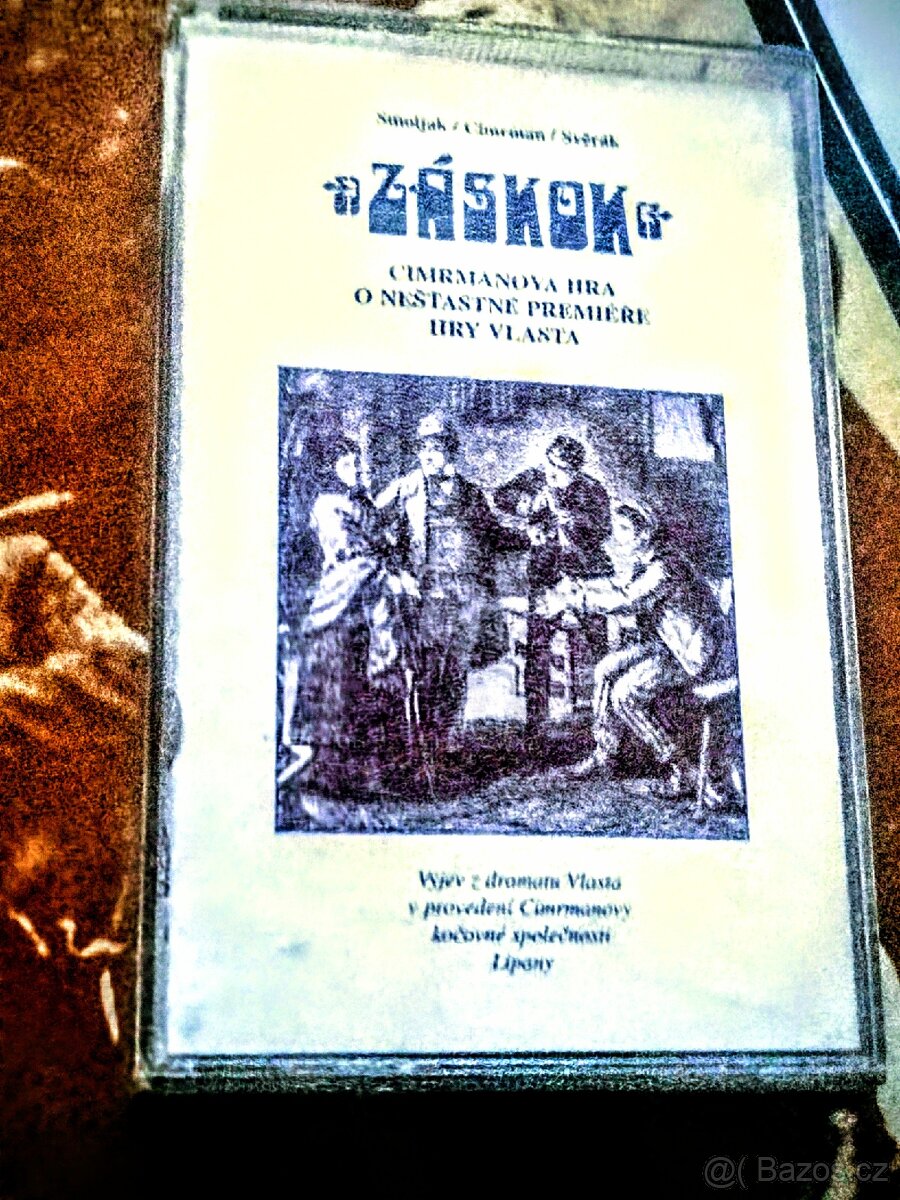 Smoljak / Cimrman / Svěrák
ZÁSKOK
CIMRMANOVA HRA
O NEŠŤASTNÉ PREMIÉŘE
HRY VLASTA
Výjev z dramatu Vlasta
v provedení Cimrmanovy
kočovné společnosti
Lipany
@( Bazos.cz